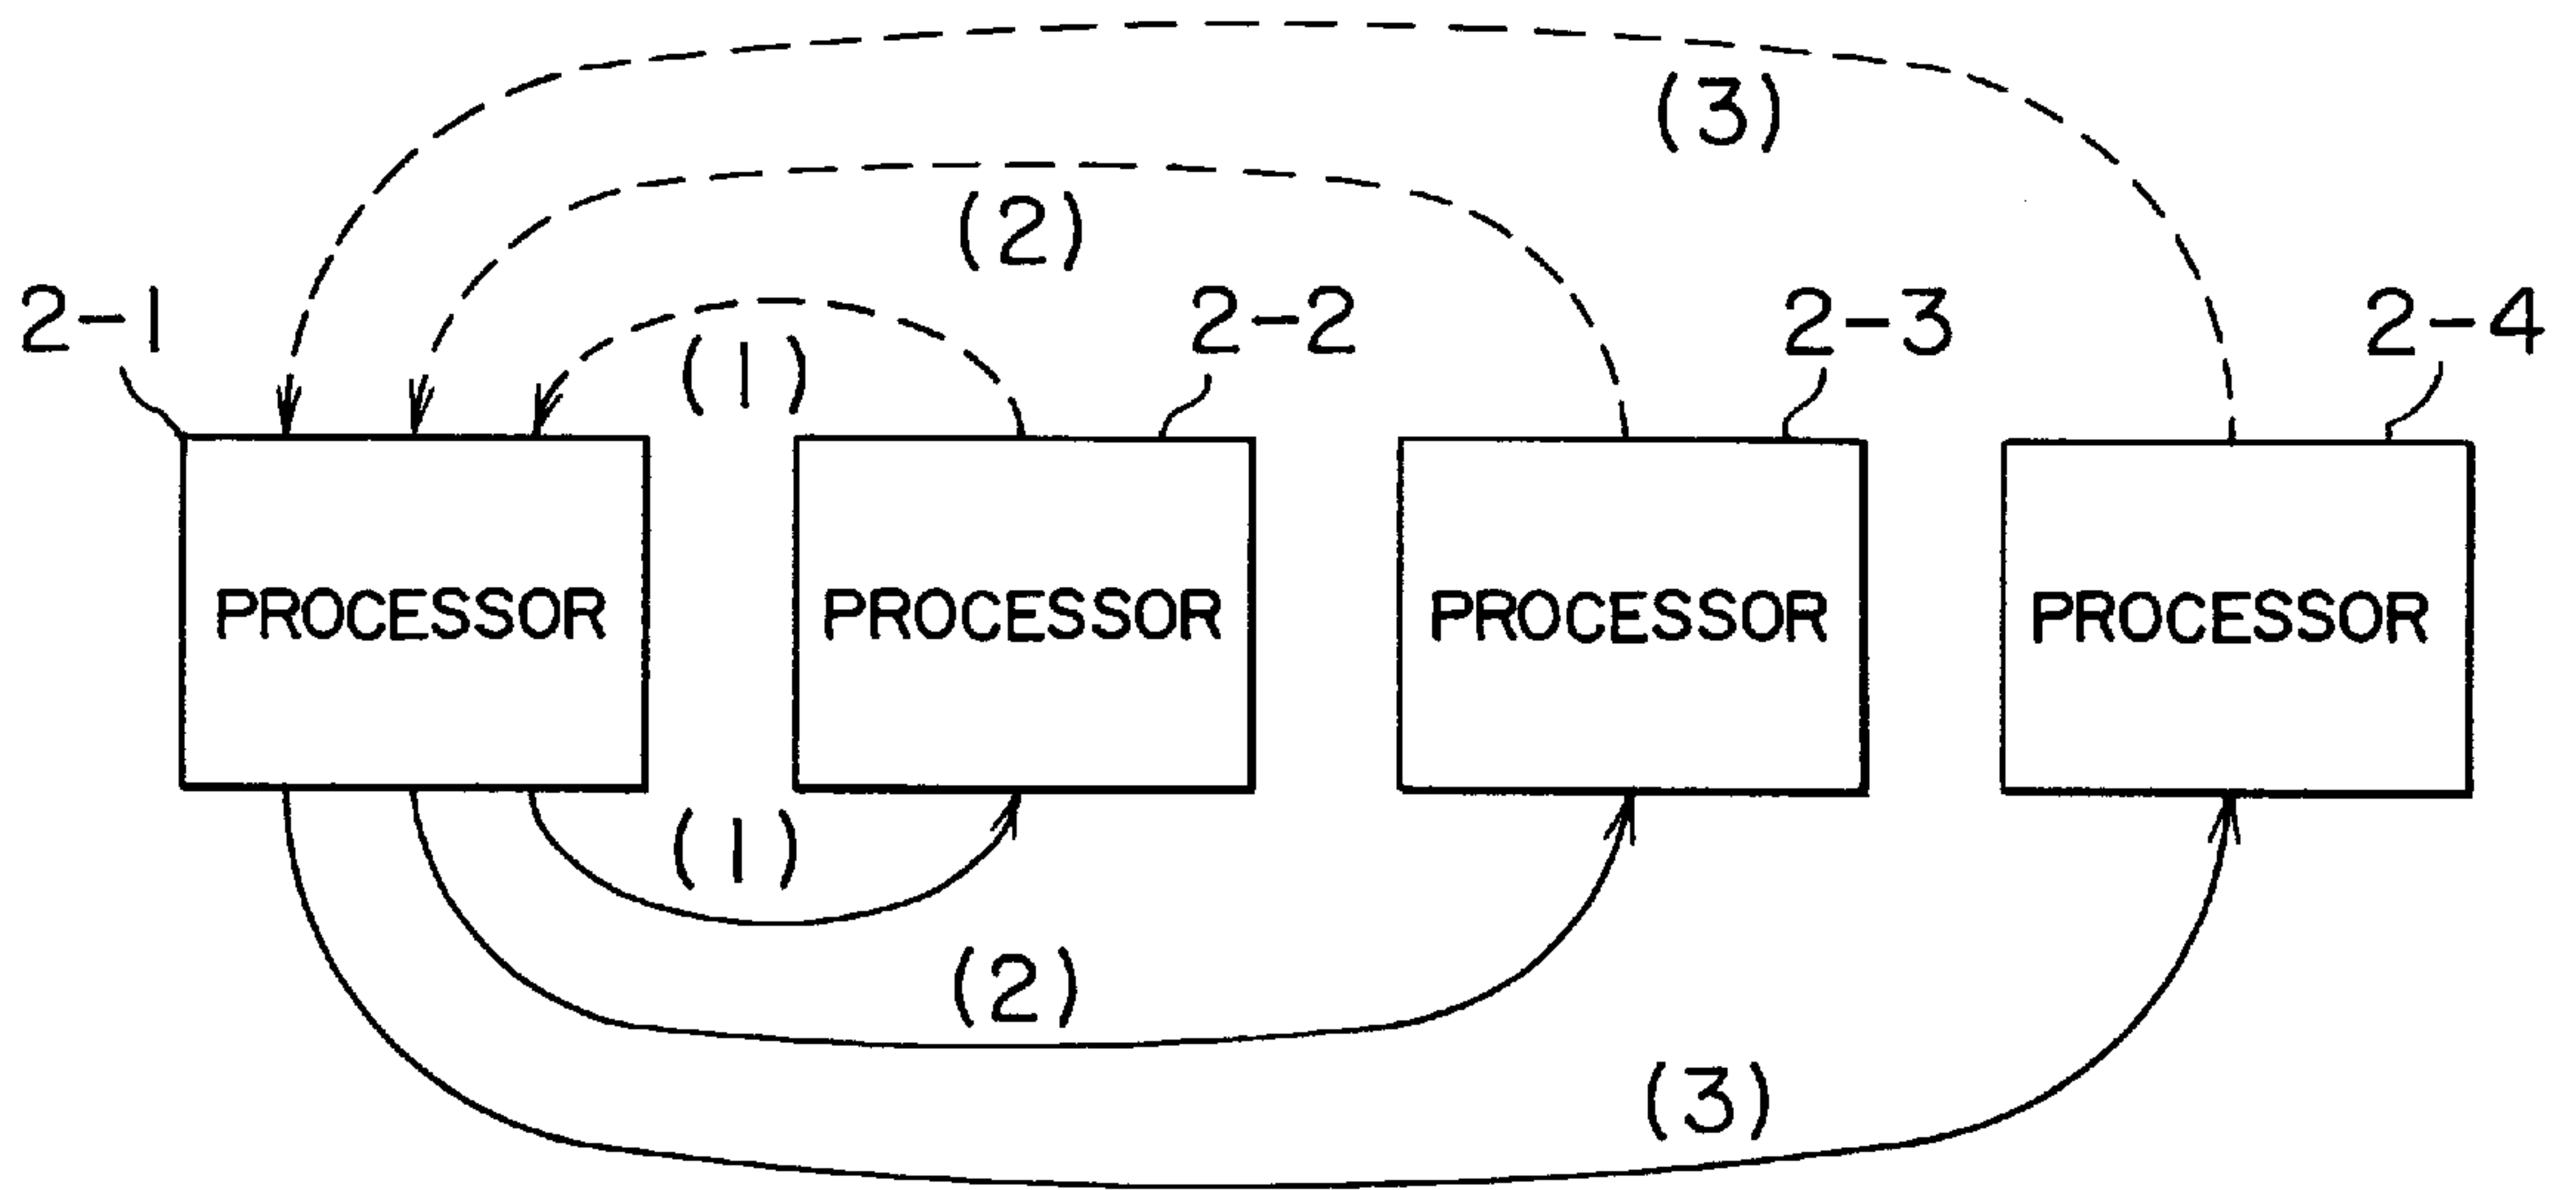 (3)
(2)
2-1
(1)
2-2
2-3
2-4
PROCESSOR
PROCESSOR
PROCESSOR
PROCESSOR
(1)
(2)
(3)